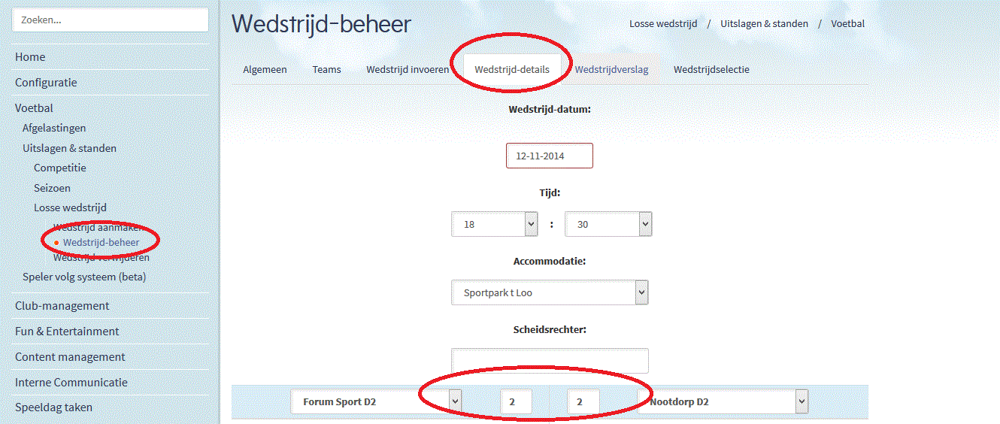 Zoeken...
Home
Configuratie
Voetbal
Afgelastingen
Uitslagen & standen
Competitie
Seizoen
Losse wedstrijd
Wedstrijd aanmaken
Wedstrijd-beheer
Wedstrijd verwijderen
Speler volg systeem (beta)
Club-management
Fun & Entertainment
Content management
Interne Communicatie
Speeldag taken
Wedstrijd-beheer
Losse wedstrijd / Uitslagen & standen / Voetbal
Algemeen Teams Wedstrijd invoeren Wedstrijd-details Wedstrijdverslag Wedstrijdselectie
Wedstrijd-datum:
12-11-2014
Tijd:
18 : 30
Accommodatie:
Sportpark t Loo
Scheidsrechter:
Forum Sport D2 2 2 Nootdorp D2